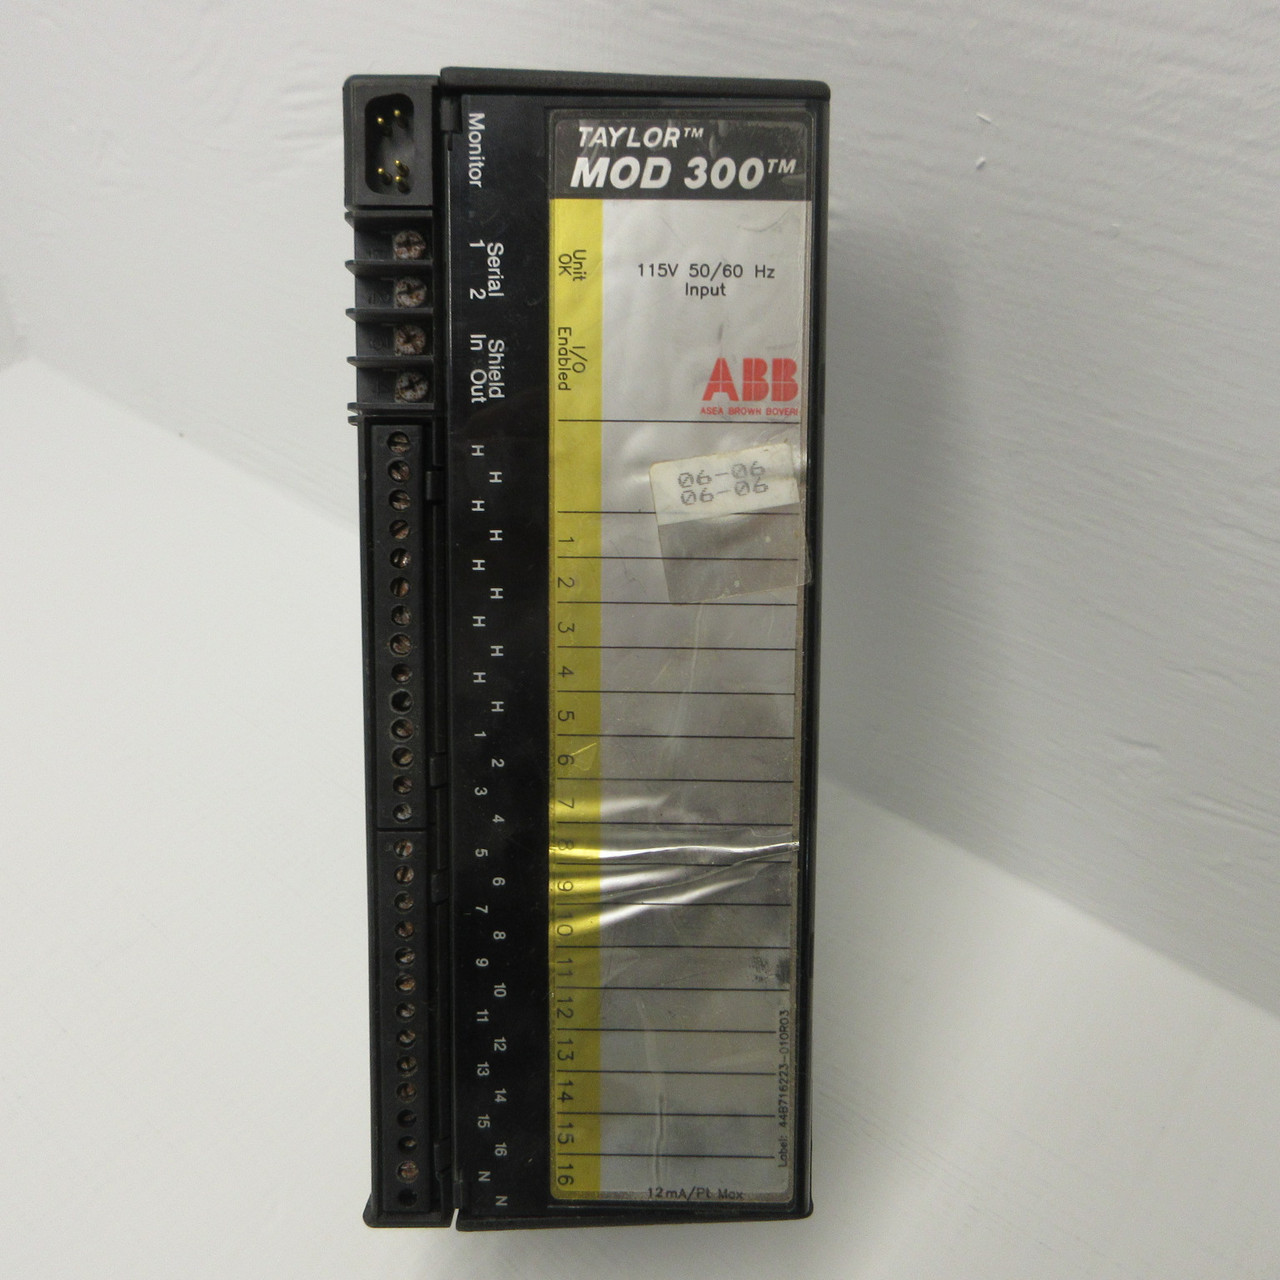 TAYLOR™
MOD 300™
Monitor
Serial
1 2
Shield
In Out
Unit
OK
115V 50/60 Hz
Input
I/O
Enabled
ABB
ASEA BROWN BOVERI
06-06
06-06
H
H
H
H
H
H
H
H
H
H
1
2
3
4
5
6
7
8
9
10
11
12
13
14
15
16
N
N
1
2
3
4
5
6
7
8
9
10
11
12
13
14
15
16
Label: 448716223-010R03
12mA/Pt Max